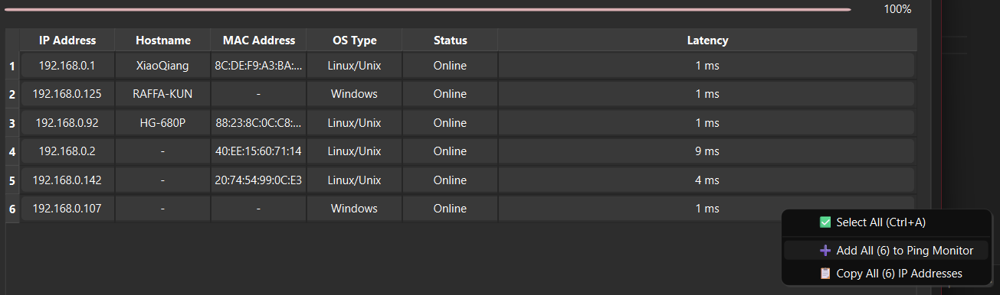 100%
IP Address Hostname MAC Address OS Type Status Latency
1 192.168.0.1 XiaoQiang 8C:DE:F9:A3:BA:... Linux/Unix Online 1 ms
2 192.168.0.125 RAFFA-KUN - Windows Online 1 ms
3 192.168.0.92 HG-680P 88:23:8C:0C:C8:... Linux/Unix Online 1 ms
4 192.168.0.2 - 40:EE:15:60:71:14 Linux/Unix Online 9 ms
5 192.168.0.142 - 20:74:54:99:0C:E3 Linux/Unix Online 4 ms
6 192.168.0.107 - - Windows Online 1 ms
Select All (Ctrl+A)
Add All (6) to Ping Monitor
Copy All (6) IP Addresses